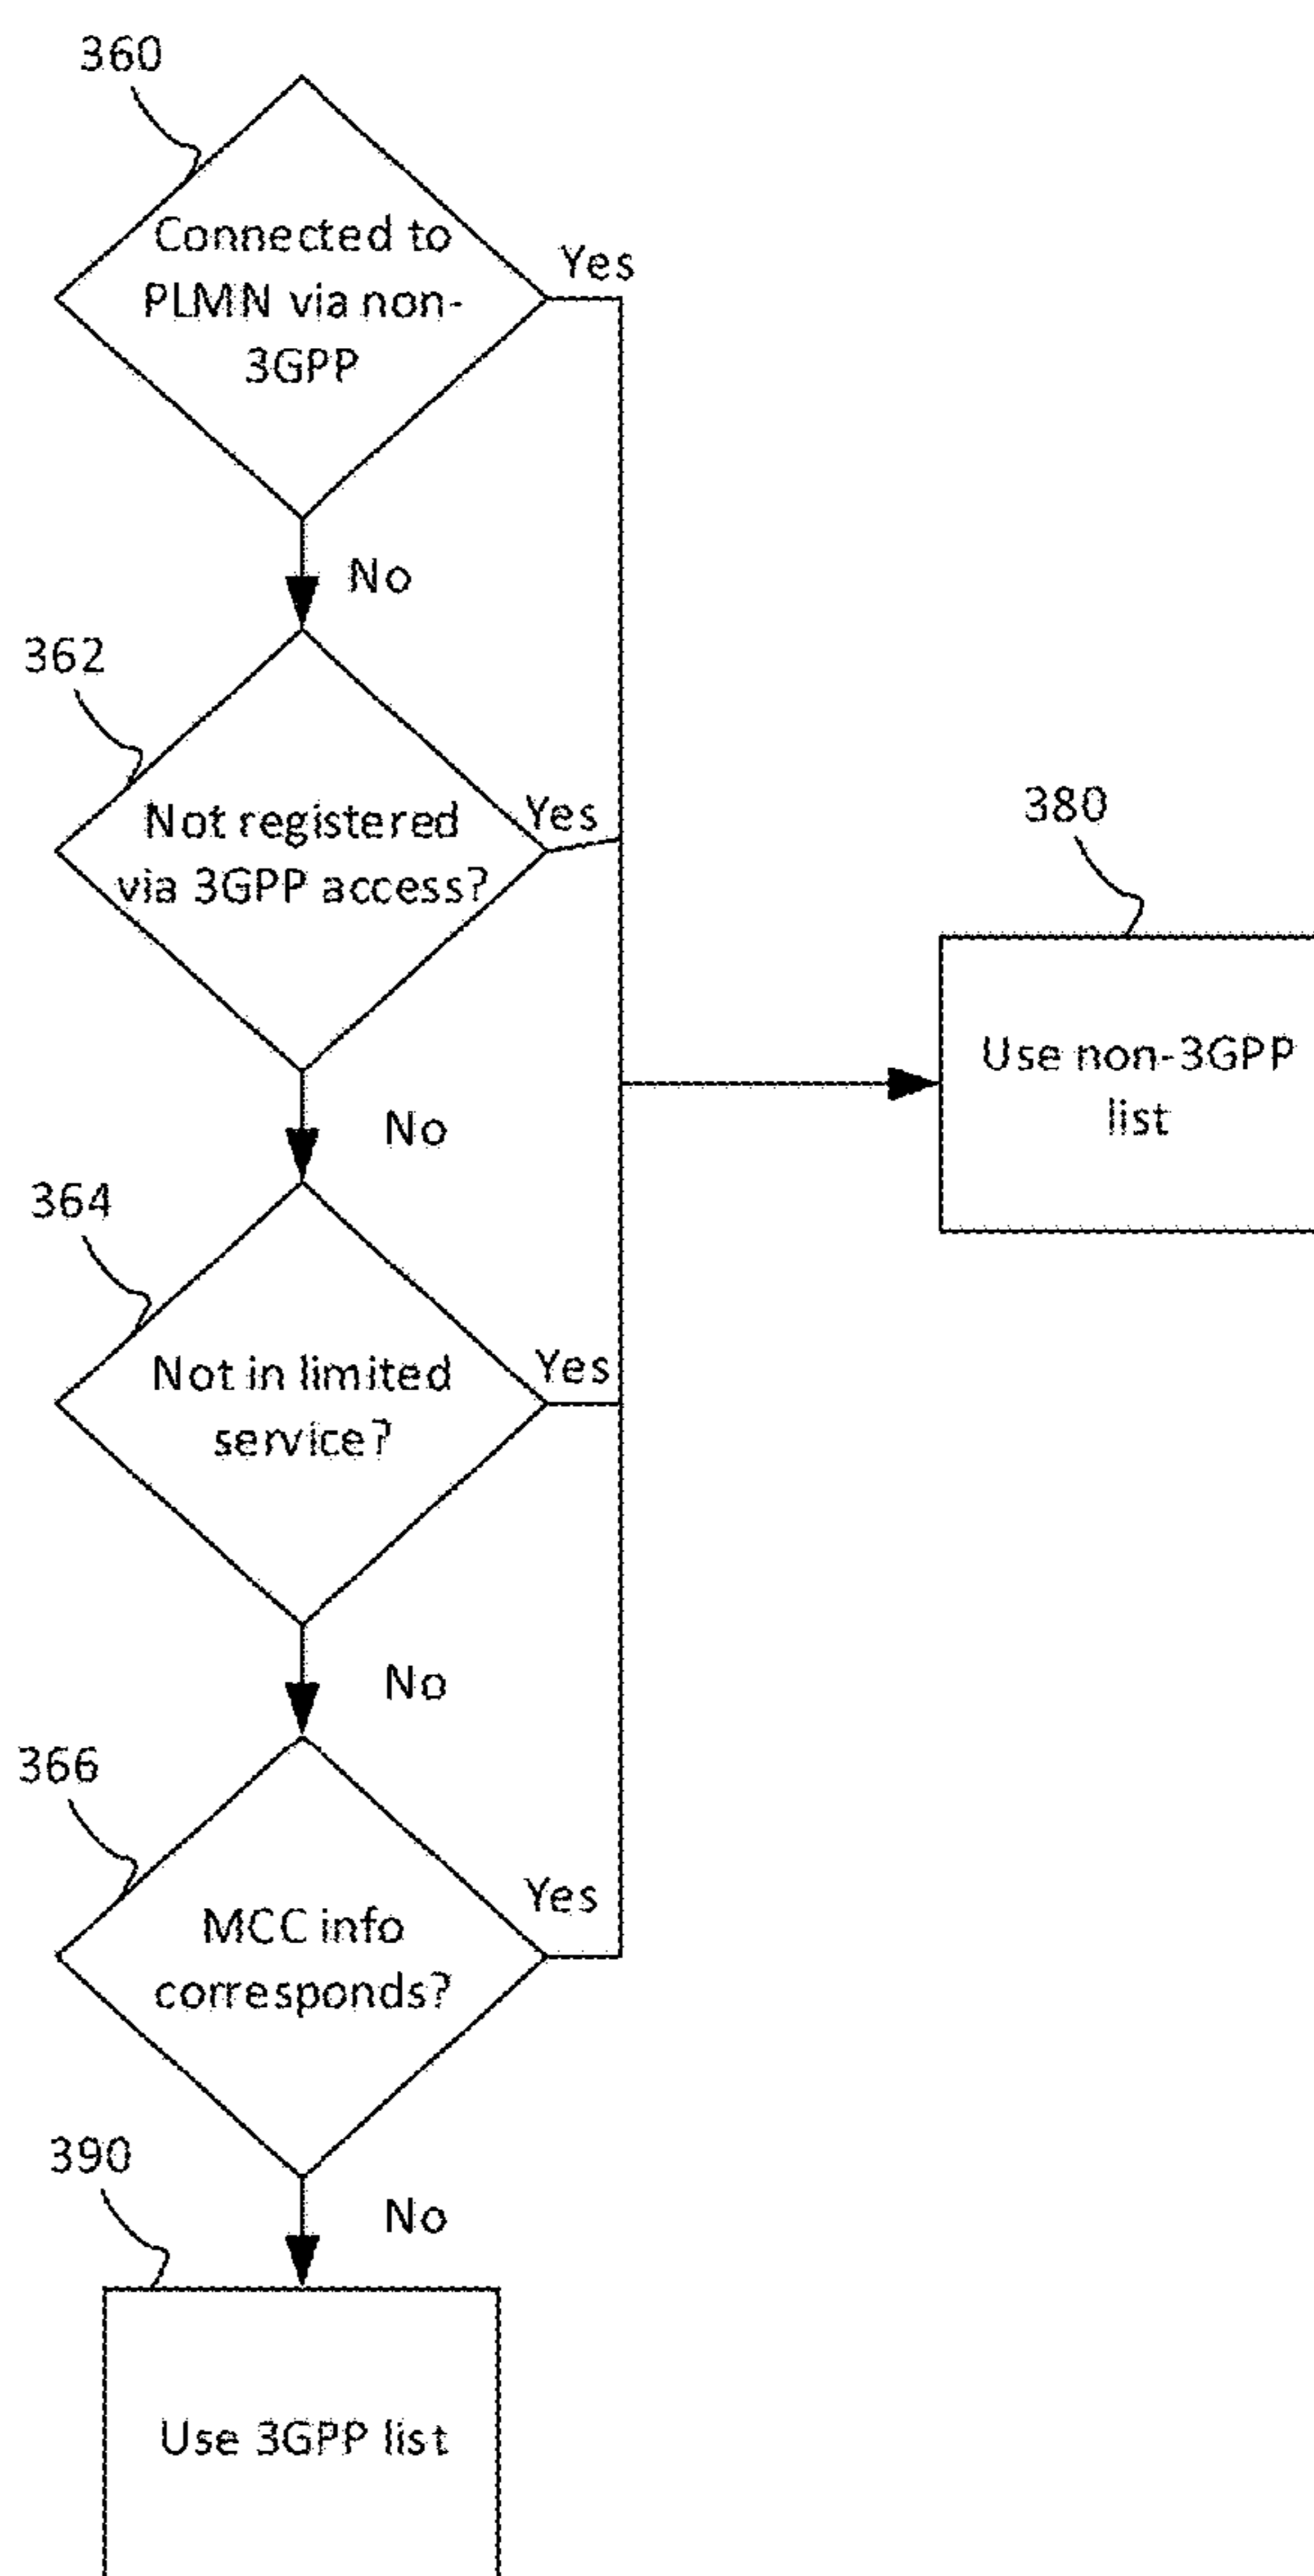 360
Connected to
PLMN via non-
3GPP
Yes
No
362
Not registered
via 3GPP access?
Yes
No
380
Use non-3GPP
list
364
Not in limited
service?
Yes
No
366
MCC info
corresponds?
Yes
No
390
Use 3GPP list